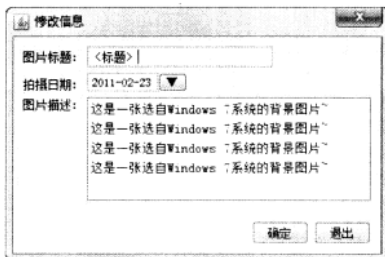 修改信息
图片标题： <标题>
拍摄日期： 2011-02-23
图片描述： 这是一张选自Windows 7系统的背景图片~
这是一张选自Windows 7系统的背景图片~
这是一张选自Windows 7系统的背景图片~
这是一张选自Windows 7系统的背景图片~
确定 退出